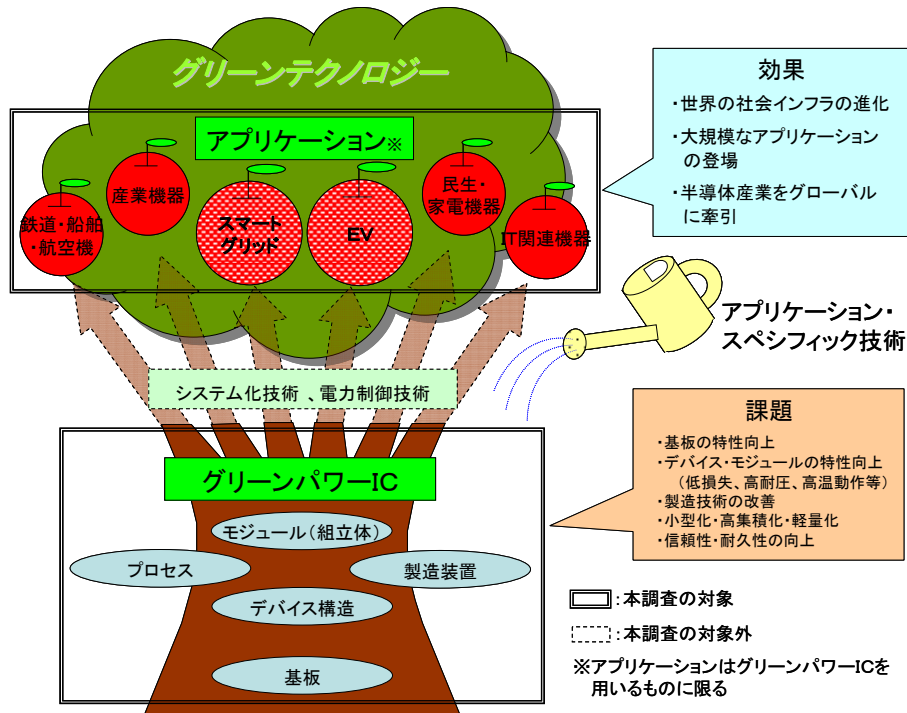 グリーンテクノロジー
アプリケーション※
鉄道・船舶
・航空機
産業機器
スマート
グリッド
EV
民生・
家電機器
IT関連機器
効果
・世界の社会インフラの進化
・大規模なアプリケーション
の登場
・半導体産業をグローバル
に牽引
アプリケーション・
スペシフィック技術
システム化技術 、電力制御技術
グリーンパワーIC
モジュール(組立体)
プロセス
製造装置
デバイス構造
基板
課題
・基板の特性向上
・デバイス・モジュールの特性向上
(低損失、高耐圧、高温動作等)
・製造技術の改善
・小型化・高集積化・軽量化
・信頼性・耐久性の向上
:本調査の対象
:本調査の対象外
※アプリケーションはグリーンパワーICを
用いるものに限る